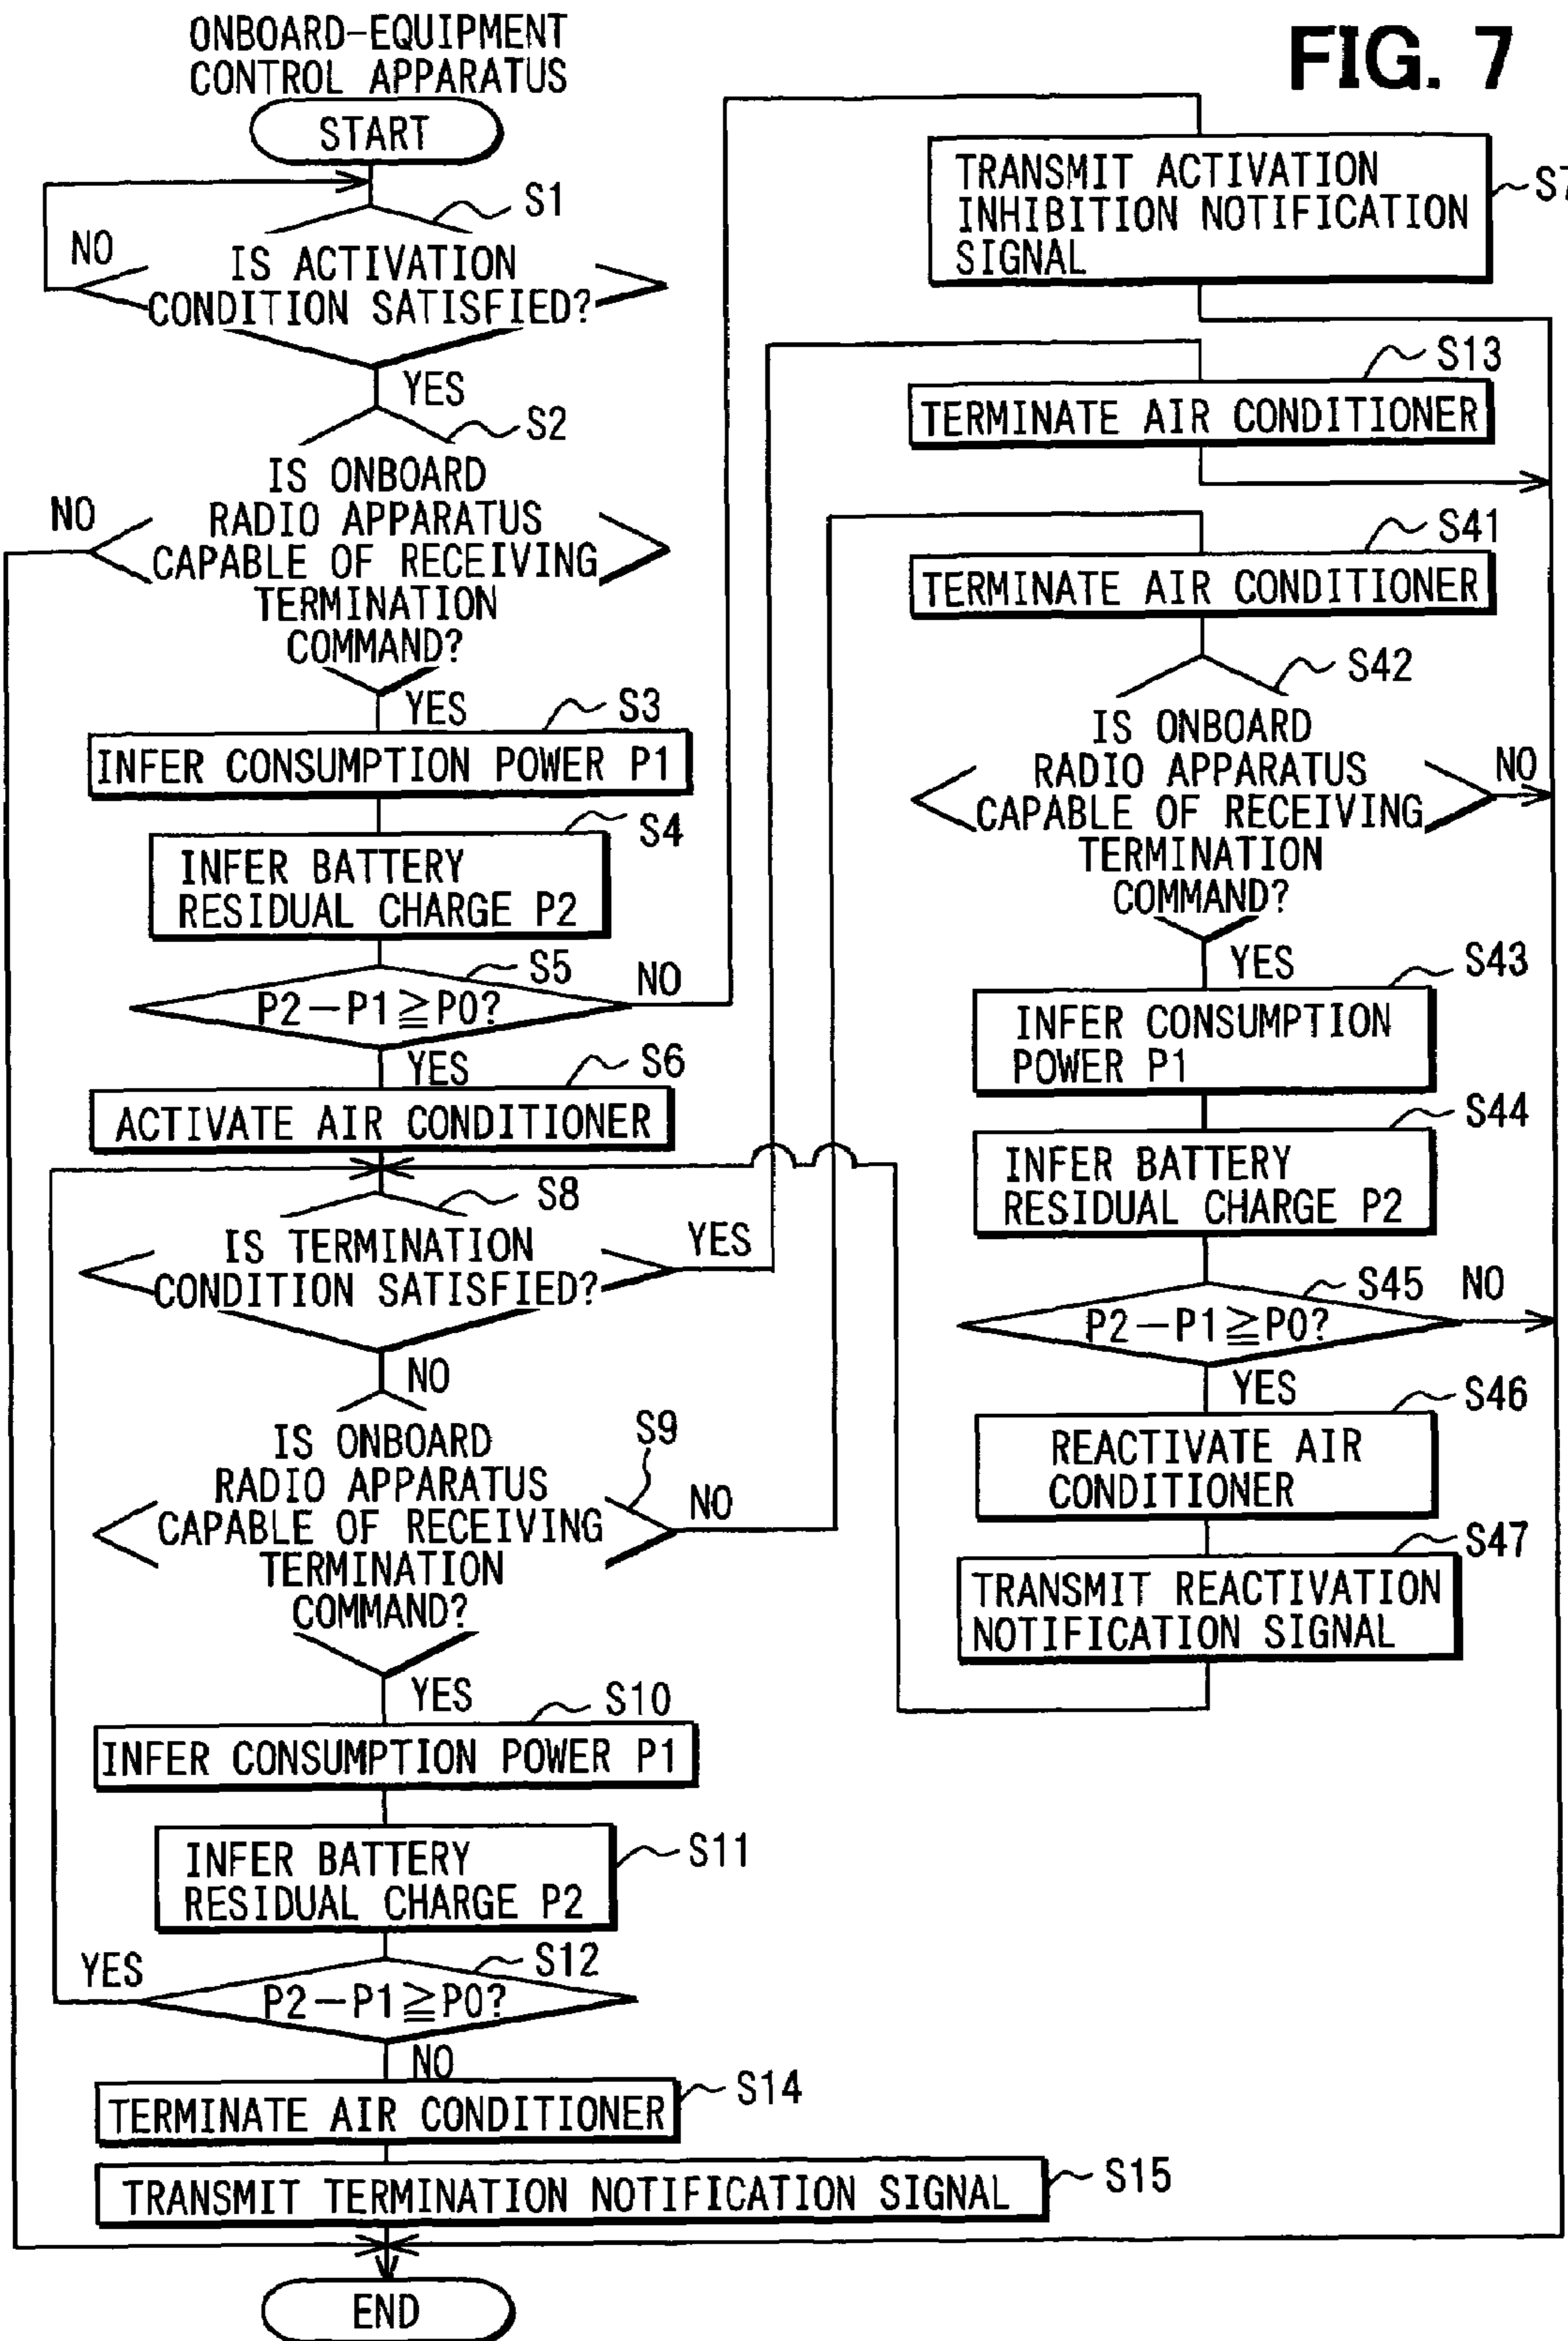 ONBOARD-EQUIPMENT
CONTROL APPARATUS
FIG. 7
START
S1
NO
IS ACTIVATION
CONDITION SATISFIED?
YES
S2
IS ONBOARD
NO
RADIO APPARATUS
CAPABLE OF RECEIVING
TERMINATION
COMMAND?
YES
S3
INFER CONSUMPTION POWER P1
S4
INFER BATTERY
RESIDUAL CHARGE P2
S5
NO
P2-P1≧P0?
YES
S6
ACTIVATE AIR CONDITIONER
S8
IS TERMINATION
CONDITION SATISFIED?
YES
NO
IS ONBOARD
RADIO APPARATUS
CAPABLE OF RECEIVING
TERMINATION
COMMAND?
S9
NO
YES
S10
INFER CONSUMPTION POWER P1
INFER BATTERY
RESIDUAL CHARGE P2
S11
YES
S12
P2-P1≧P0?
NO
TERMINATE AIR CONDITIONER
S14
TRANSMIT TERMINATION NOTIFICATION SIGNAL
S15
END
TRANSMIT ACTIVATION
INHIBITION NOTIFICATION
SIGNAL
S7
S13
TERMINATE AIR CONDITIONER
S41
TERMINATE AIR CONDITIONER
S42
IS ONBOARD
RADIO APPARATUS
CAPABLE OF RECEIVING
TERMINATION
COMMAND?
NO
YES
S43
INFER CONSUMPTION
POWER P1
S44
INFER BATTERY
RESIDUAL CHARGE P2
S45
NO
P2-P1≧P0?
YES
S46
REACTIVATE AIR
CONDITIONER
S47
TRANSMIT REACTIVATION
NOTIFICATION SIGNAL